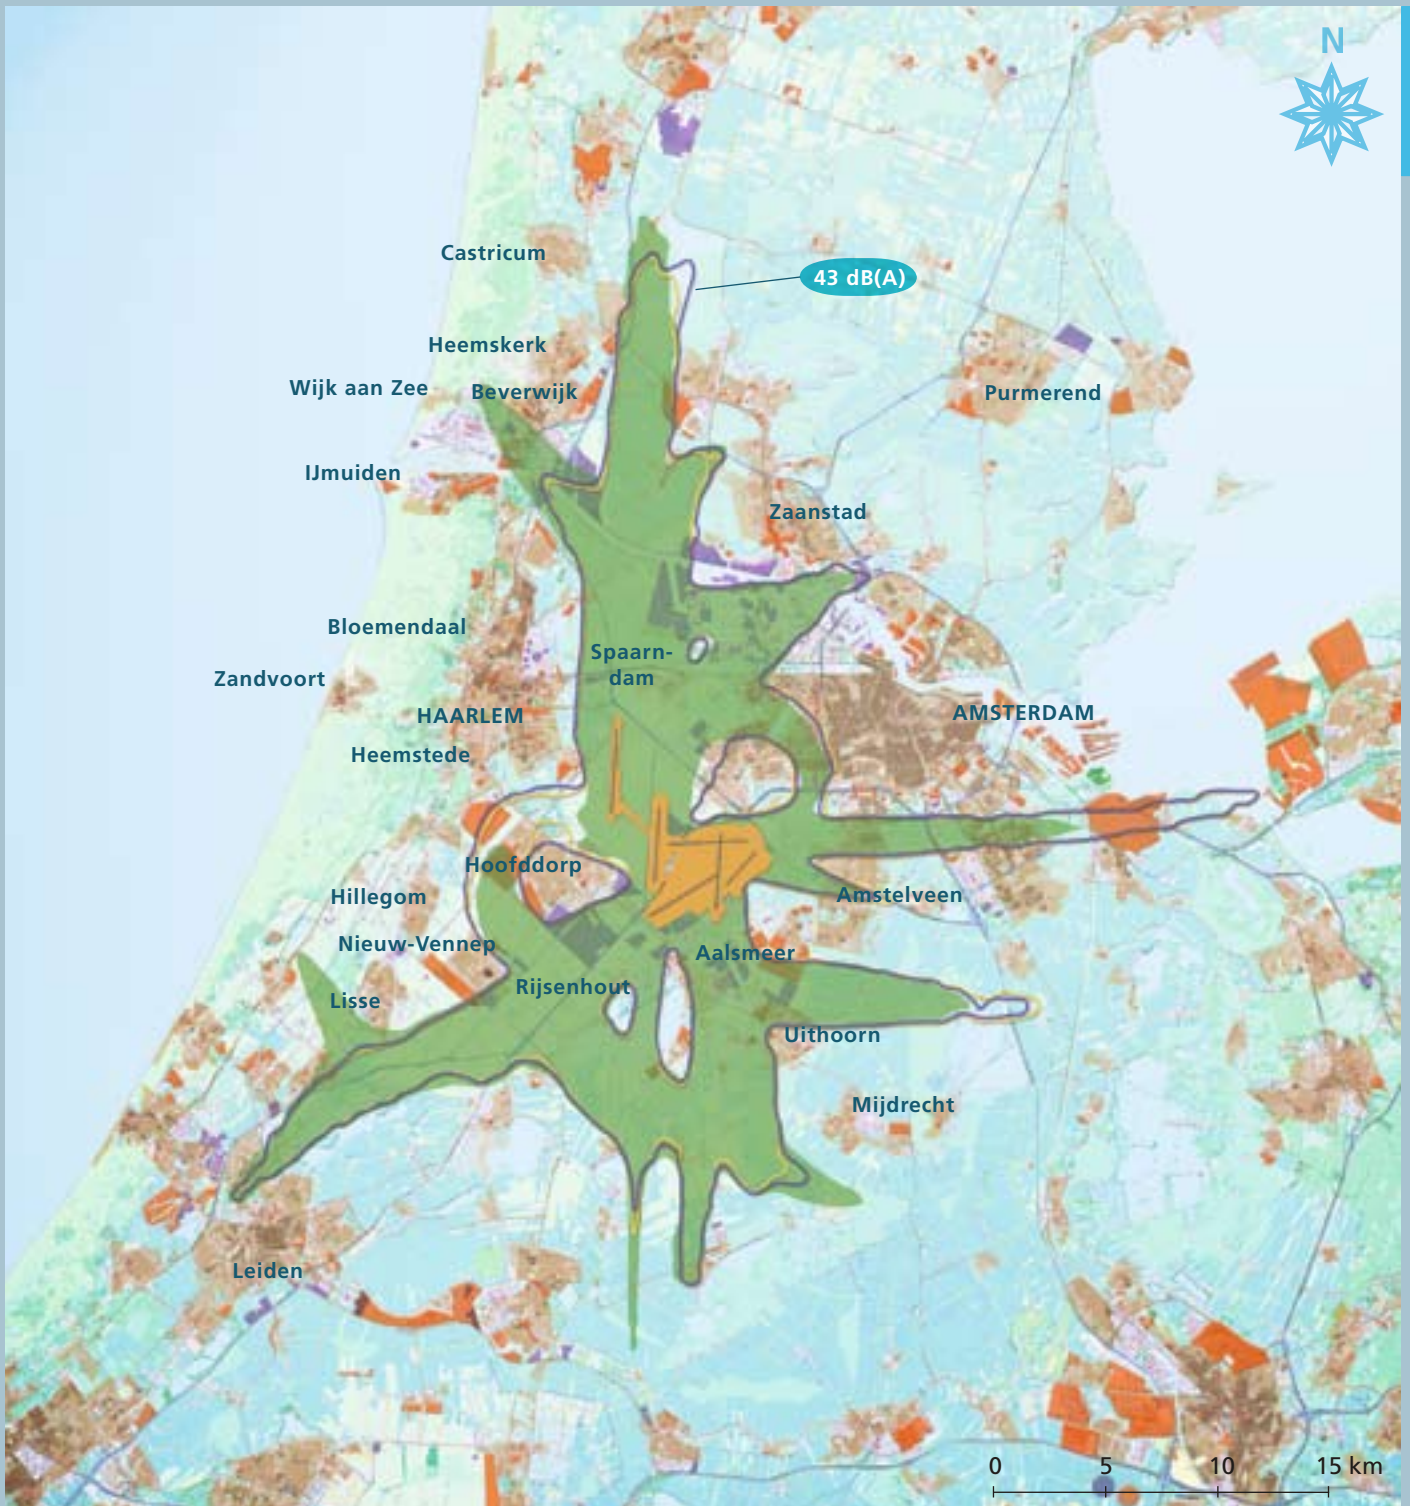 N
Castricum
43 dB(A)
Heemskerk
Wijk aan Zee
Beverwijk
Purmerend
IJmuiden
Zaanstad
Bloemendaal
Spaarn-
dam
Zandvoort
HAARLEM
AMSTERDAM
Heemstede
Hoofddorp
Hillegom
Amstelveen
Nieuw-Vennep
Aalsmeer
Rijsenhout
Lisse
Uithoorn
Mijdrecht
Leiden
0 5 10 15 km